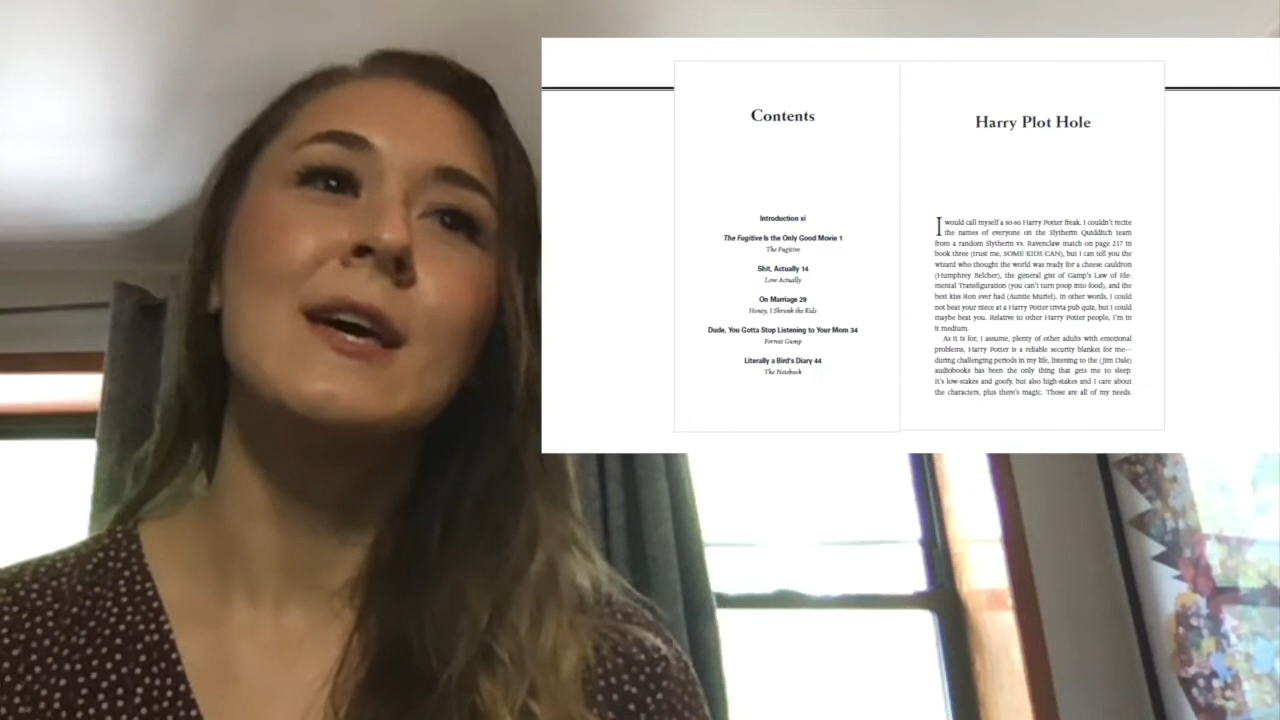 Contents
Introduction xi
The Fugitive Is the Only Good Movie 1
The Fugitive
Shit, Actually 14
Love Actually
On Marriage 29
Honey, I Shrunk the Kids
Dude, You Gotta Stop Listening to Your Mom 34
Forrest Gump
Literally a Bird's Diary 44
The Notebook
Harry Plot Hole
I would call myself a so-so Harry Potter freak. I couldn't recite
the names of everyone on the Slytherin Quidditch team
from a random Slytherin vs. Ravenclaw match on page 217 in
book three (trust me, SOME KIDS CAN), but I can tell you the
wizard who thought the world was ready for a cheese cauldron
(Humphrey Belcher), the general gist of Gamp's Law of Ele-
mental Transfiguration (you can't turn poop into food), and the
best kiss Ron ever had (Auntie Muriel). In other words, I could
not beat your niece at a Harry Potter trivia pub quiz, but I could
maybe beat you. Relative to other Harry Potter people, I'm in
it medium.
As it is for, I assume, plenty of other adults with emotional
problems, Harry Potter is a reliable security blanket for me—
during challenging periods in my life, listening to the (Jim Dale)
audiobooks has been the only thing that gets me to sleep.
It's low-stakes and goofy, but also high-stakes and I care about
the characters, plus there's magic. Those are all of my needs.